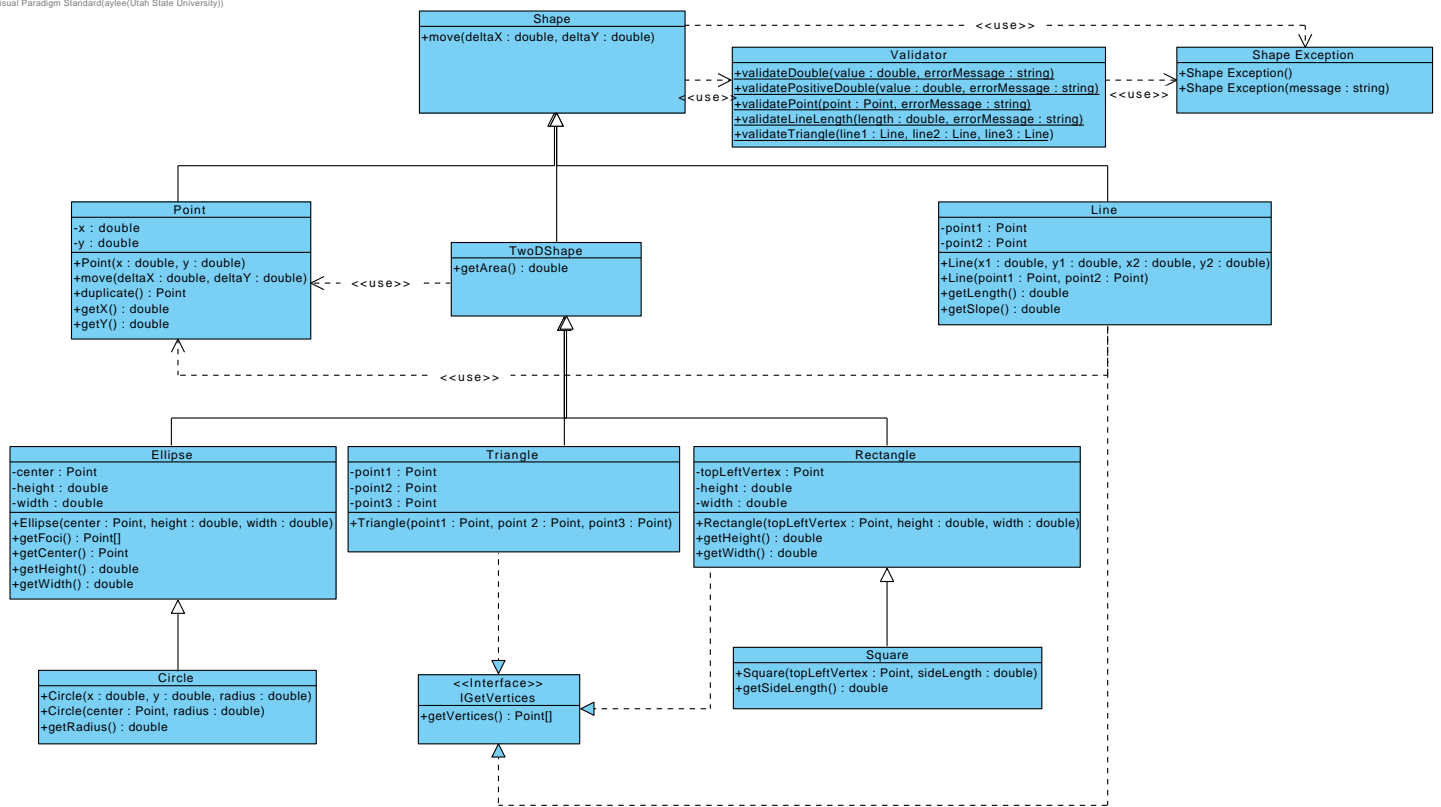 isual Paradigm Standard(aylee(Utah State University))
Shape
+move(deltaX : double, deltaY : double)
<<use>>
Validator
+validateDouble(value : double, errorMessage : string)
+validatePositiveDouble(value : double, errorMessage : string)
+validatePoint(point : Point, errorMessage : string)
+validateLineLength(length : double, errorMessage : string)
+validateTriangle(line1 : Line, line2 : Line, line3 : Line)
<<use>>
<<use>>
Shape Exception
+Shape Exception()
+Shape Exception(message : string)
Point
-x : double
-y : double
+Point(x : double, y : double)
+move(deltaX : double, deltaY : double)
+duplicate() : Point
+getX() : double
+getY() : double
<<use>>
TwoDShape
+getArea() : double
Line
-point1 : Point
-point2 : Point
+Line(x1 : double, y1 : double, x2 : double, y2 : double)
+Line(point1 : Point, point2 : Point)
+getLength() : double
+getSlope() : double
<<use>>
Ellipse
-center : Point
-height : double
-width : double
+Ellipse(center : Point, height : double, width : double)
+getFoci() : Point[]
+getCenter() : Point
+getHeight() : double
+getWidth() : double
Triangle
-point1 : Point
-point2 : Point
-point3 : Point
+Triangle(point1 : Point, point 2 : Point, point3 : Point)
Rectangle
-topLeftVertex : Point
-height : double
-width : double
+Rectangle(topLeftVertex : Point, height : double, width : double)
+getHeight() : double
+getWidth() : double
Circle
+Circle(x : double, y : double, radius : double)
+Circle(center : Point, radius : double)
+getRadius() : double
<<Interface>>
IGetVertices
+getVertices() : Point[]
Square
+Square(topLeftVertex : Point, sideLength : double)
+getSideLength() : double